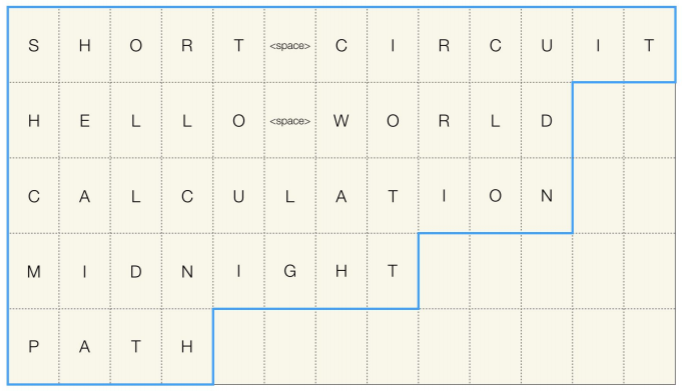 S H O R T <space> C I R C U I T
H E L L O <space> W O R L D
C A L C U L A T I O N
M I D N I G H T
P A T H